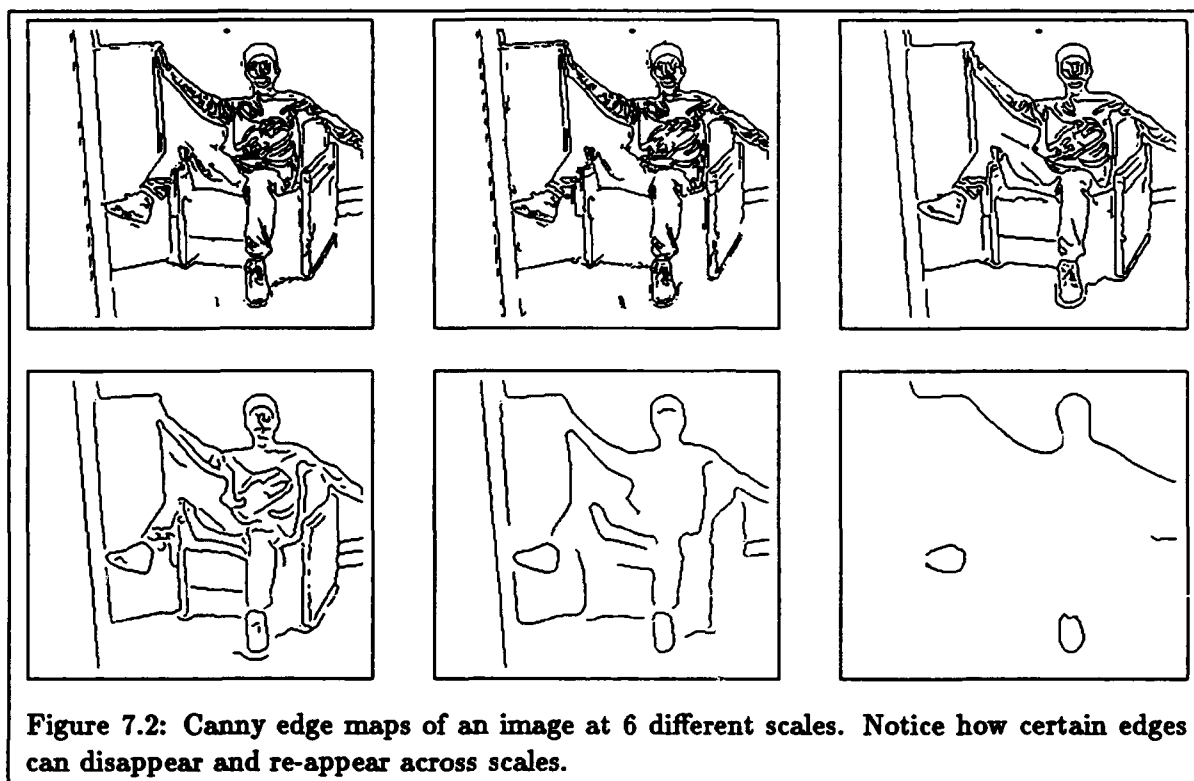 Figure 7.2: Canny edge maps of an image at 6 different scales. Notice how certain edges
can disappear and re-appear across scales.